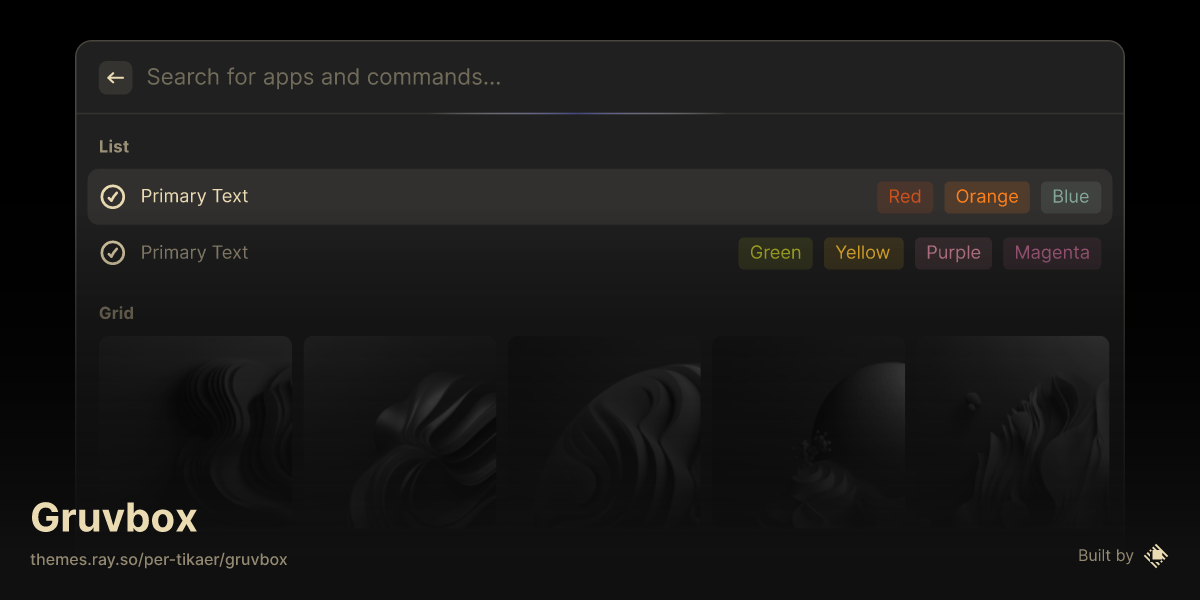 Search for apps and commands...
List
Primary Text Red Orange Blue
Primary Text Green Yellow Purple Magenta
Grid
Gruvbox
themes.ray.so/per-tikaer/gruvbox
Built by